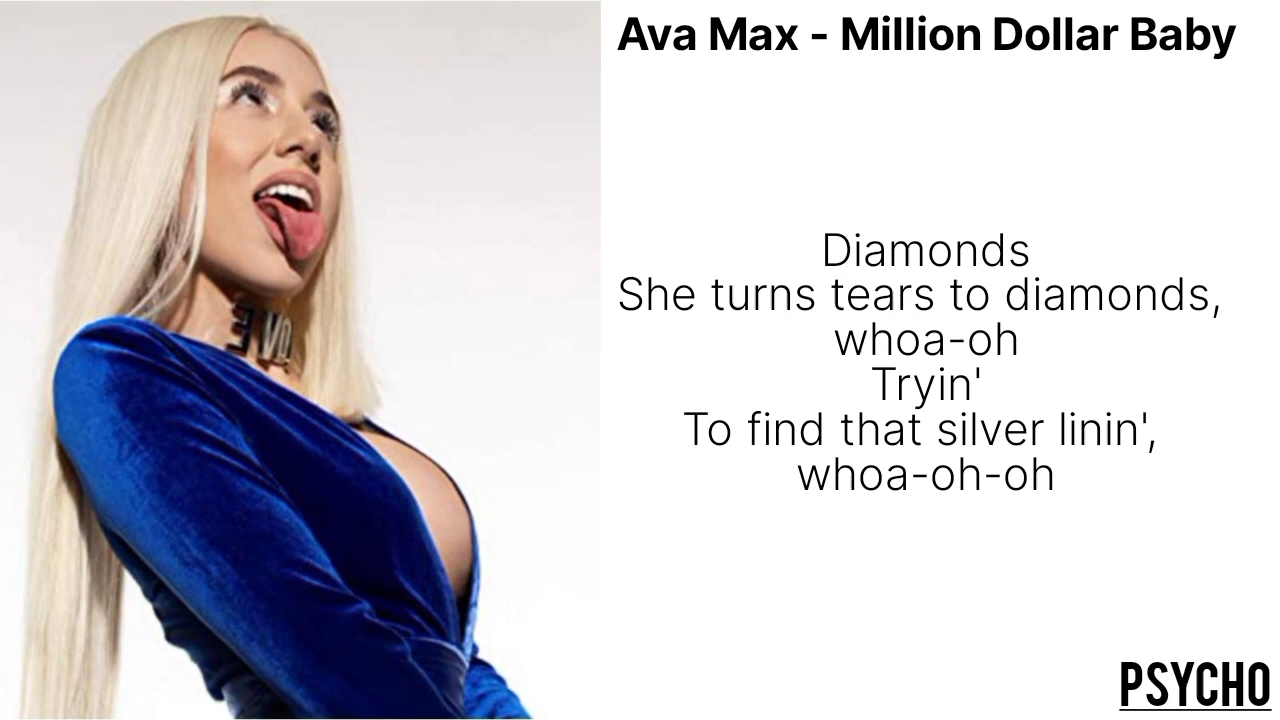 Ava Max - Million Dollar Baby
Diamonds
She turns tears to diamonds,
whoa-oh
Tryin'
To find that silver linin',
whoa-oh-oh
PSYCHO